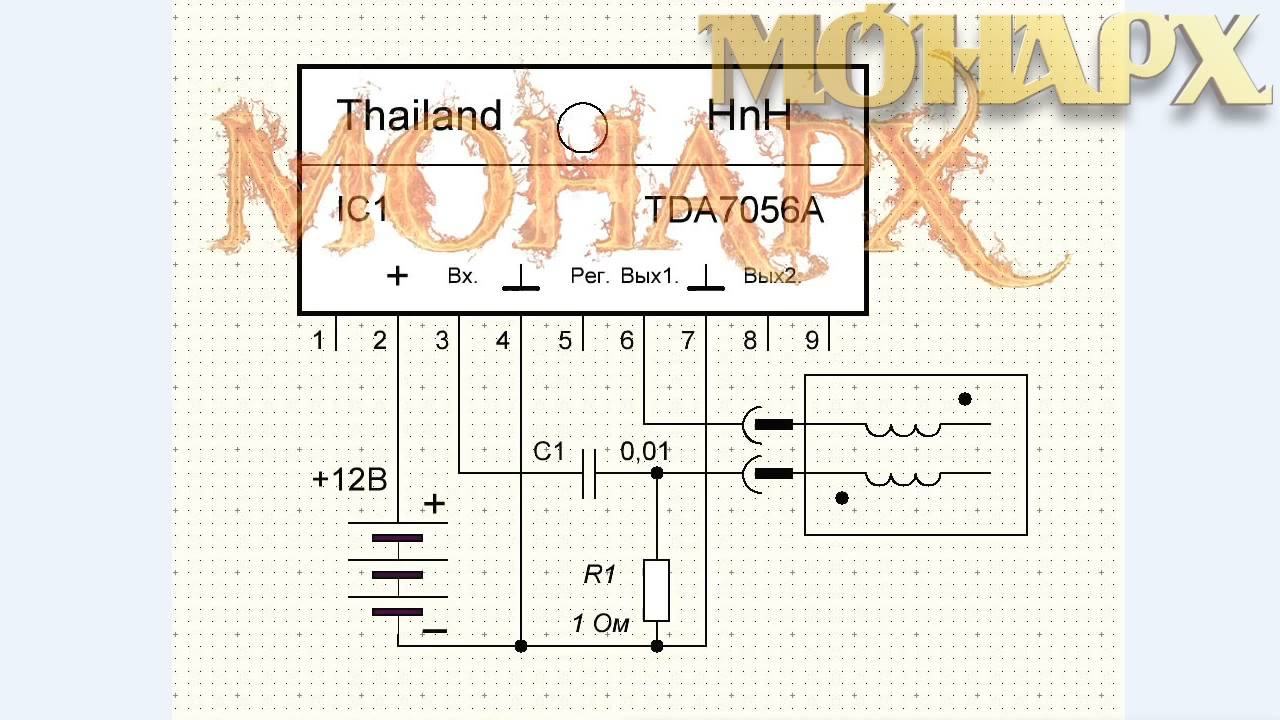 МОНАРХ
Thailand HnH
МОНАРХ
IC1 TDA7056A
+ Вх. Рег. Вых1. Вых2.
1 2 3 4 5 6 7 8 9
C1 0,01
+12В
+
R1
1 Ом
−